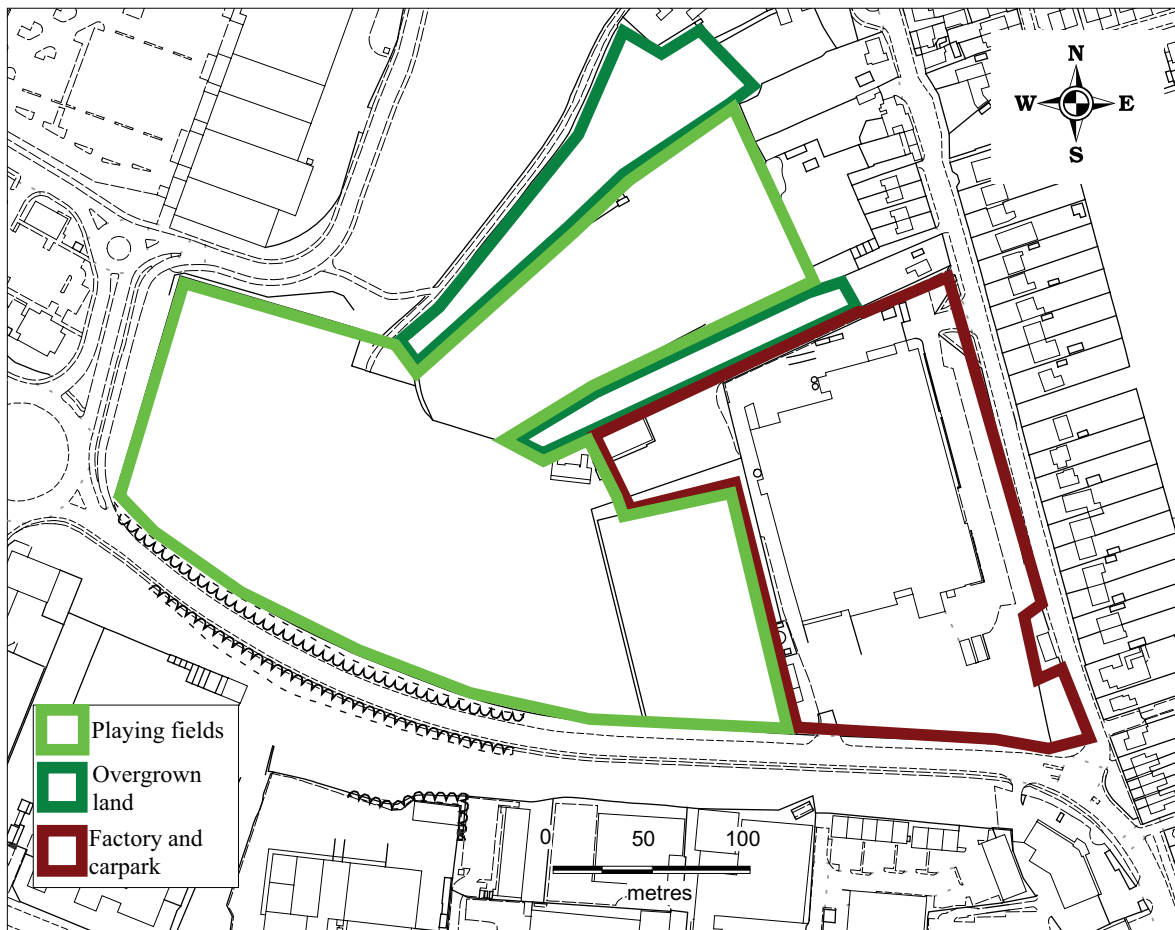 N
W E
S
Playing fields
Overgrown
land
Factory and
carpark
0 50 100
metres